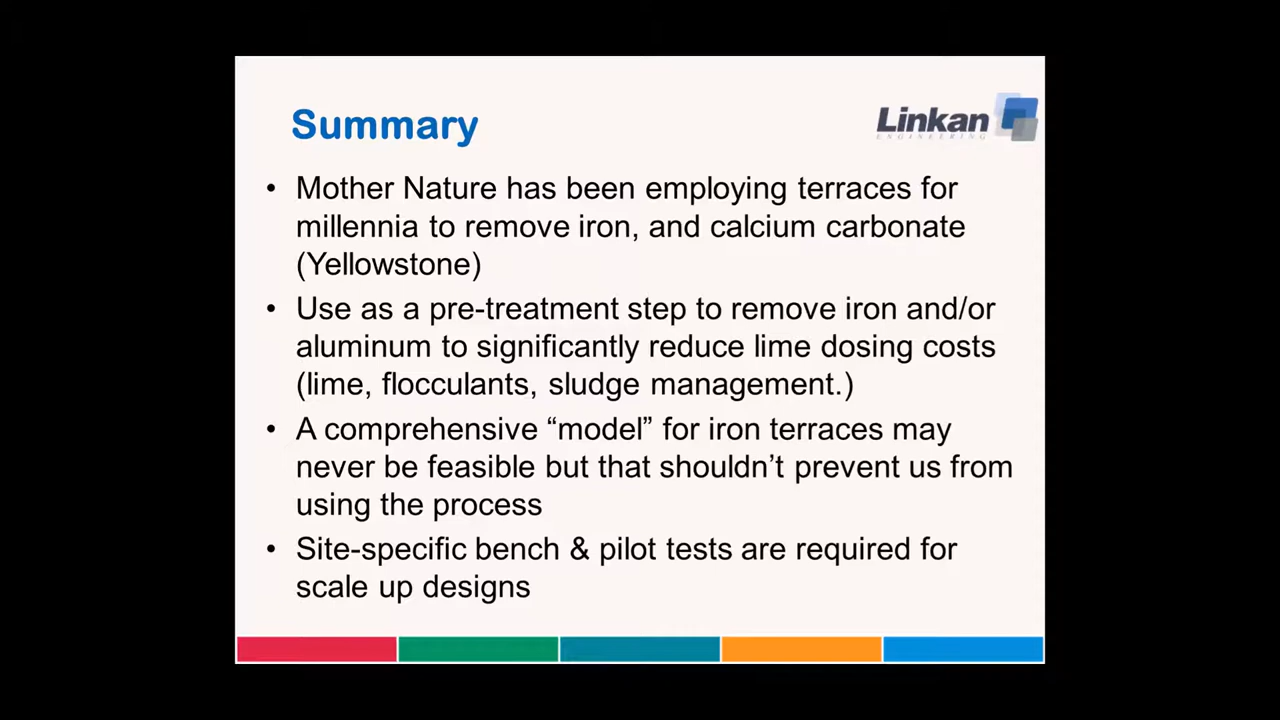 Summary
Linkan
ENGINEERING
• Mother Nature has been employing terraces for
millennia to remove iron, and calcium carbonate
(Yellowstone)
• Use as a pre-treatment step to remove iron and/or
aluminum to significantly reduce lime dosing costs
(lime, flocculants, sludge management.)
• A comprehensive “model” for iron terraces may
never be feasible but that shouldn’t prevent us from
using the process
• Site-specific bench & pilot tests are required for
scale up designs